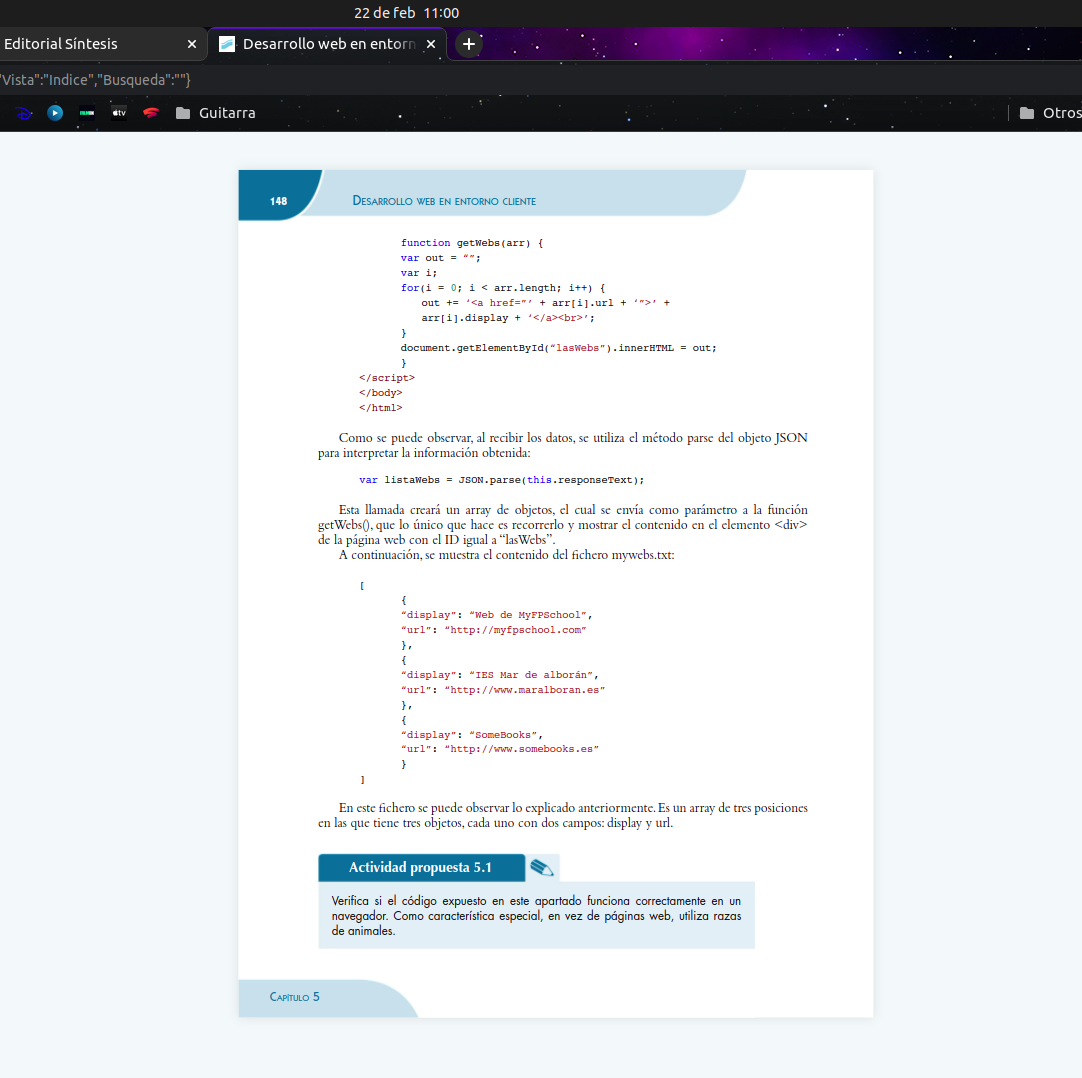 22 de feb 11:00
Editorial Síntesis
Desarrollo web en entorn
"Vista":"Indice","Busqueda":""}
tv
Guitarra
Otros
148
DESARROLLO WEB EN ENTORNO CLIENTE
function getWebs(arr) {
var out = “”;
var i;
for(i = 0; i < arr.length; i++) {
out += ‘<a href=”’ + arr[i].url + ‘”>’ +
arr[i].display + ‘</a><br>’;
}
document.getElementById(“lasWebs”).innerHTML = out;
}
</script>
</body>
</html>
Como se puede observar, al recibir los datos, se utiliza el método parse del objeto JSON
para interpretar la información obtenida:
var listaWebs = JSON.parse(this.responseText);
Esta llamada creará un array de objetos, el cual se envía como parámetro a la función
getWebs(), que lo único que hace es recorrerlo y mostrar el contenido en el elemento <div>
de la página web con el ID igual a “lasWebs”.
A continuación, se muestra el contenido del fichero mywebs.txt:
[
{
“display”: “Web de MyFPSchool”,
“url”: “http://myfpschool.com”
},
{
“display”: “IES Mar de alborán”,
“url”: “http://www.maralboran.es”
},
{
“display”: “SomeBooks”,
“url”: “http://www.somebooks.es”
}
]
En este fichero se puede observar lo explicado anteriormente. Es un array de tres posiciones
en las que tiene tres objetos, cada uno con dos campos: display y url.
Actividad propuesta 5.1
Verifica si el código expuesto en este apartado funciona correctamente en un
navegador. Como característica especial, en vez de páginas web, utiliza razas
de animales.
CAPÍTULO 5